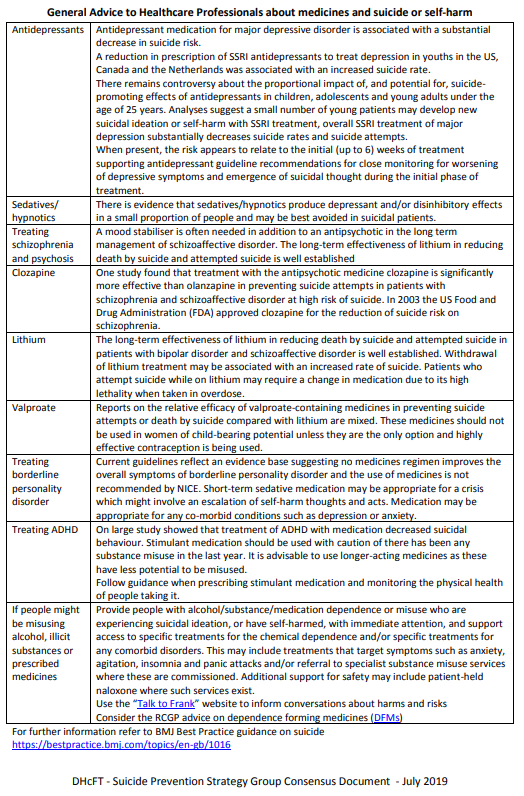 General Advice to Healthcare Professionals about medicines and suicide or self-harm
Antidepressants
Antidepressant medication for major depressive disorder is associated with a substantial
decrease in suicide risk.
A reduction in prescription of SSRI antidepressants to treat depression in youths in the US,
Canada and the Netherlands was associated with an increased suicide rate.
There remains controversy about the proportional impact of, and potential for, suicide-
promoting effects of antidepressants in children, adolescents and young adults under the
age of 25 years. Analyses suggest a small number of young patients may develop new
suicidal ideation or self-harm with SSRI treatment, overall SSRI treatment of major
depression substantially decreases suicide rates and suicide attempts.
When present, the risk appears to relate to the initial (up to 6) weeks of treatment
supporting antidepressant guideline recommendations for close monitoring for worsening
of depressive symptoms and emergence of suicidal thought during the initial phase of
treatment.
Sedatives/
hypnotics
There is evidence that sedatives/hypnotics produce depressant and/or disinhibitory effects
in a small proportion of people and may be best avoided in suicidal patients.
Treating
schizophrenia
and psychosis
A mood stabiliser is often needed in addition to an antipsychotic in the long term
management of schizoaffective disorder. The long-term effectiveness of lithium in reducing
death by suicide and attempted suicide is well established
Clozapine
One study found that treatment with the antipsychotic medicine clozapine is significantly
more effective than olanzapine in preventing suicide attempts in patients with
schizophrenia and schizoaffective disorder at high risk of suicide. In 2003 the US Food and
Drug Administration (FDA) approved clozapine for the reduction of suicide risk on
schizophrenia.
Lithium
The long-term effectiveness of lithium in reducing death by suicide and attempted suicide in
patients with bipolar disorder and schizoaffective disorder is well established. Withdrawal
of lithium treatment may be associated with an increased rate of suicide. Patients who
attempt suicide while on lithium may require a change in medication due to its high
lethality when taken in overdose.
Valproate
Reports on the relative efficacy of valproate-containing medicines in preventing suicide
attempts or death by suicide compared with lithium are mixed. These medicines should not
be used in women of child-bearing potential unless they are the only option and highly
effective contraception is being used.
Treating
borderline
personality
disorder
Current guidelines reflect an evidence base suggesting no medicines regimen improves the
overall symptoms of borderline personality disorder and the use of medicines is not
recommended by NICE. Short-term sedative medication may be appropriate for a crisis
which might involve an escalation of self-harm thoughts and acts. Medication may be
appropriate for any co-morbid conditions such as depression or anxiety.
Treating ADHD
On large study showed that treatment of ADHD with medication decreased suicidal
behaviour. Stimulant medication should be used with caution of there has been any
substance misuse in the last year. It is advisable to use longer-acting medicines as these
have less potential to be misused.
Follow guidance when prescribing stimulant medication and monitoring the physical health
of people taking it.
If people might
be misusing
alcohol, illicit
substances or
prescribed
medicines
Provide people with alcohol/substance/medication dependence or misuse who are
experiencing suicidal ideation, or have self-harmed, with immediate attention, and support
access to specific treatments for the chemical dependence and/or specific treatments for
any comorbid disorders. This may include treatments that target symptoms such as anxiety,
agitation, insomnia and panic attacks and/or referral to specialist substance misuse services
where these are commissioned. Additional support for safety may include patient-held
naloxone where such services exist.
Use the “Talk to Frank” website to inform conversations about harms and risks
Consider the RCGP advice on dependence forming medicines (DFMs)
For further information refer to BMJ Best Practice guidance on suicide
https://bestpractice.bmj.com/topics/en-gb/1016
DHcFT - Suicide Prevention Strategy Group Consensus Document - July 2019